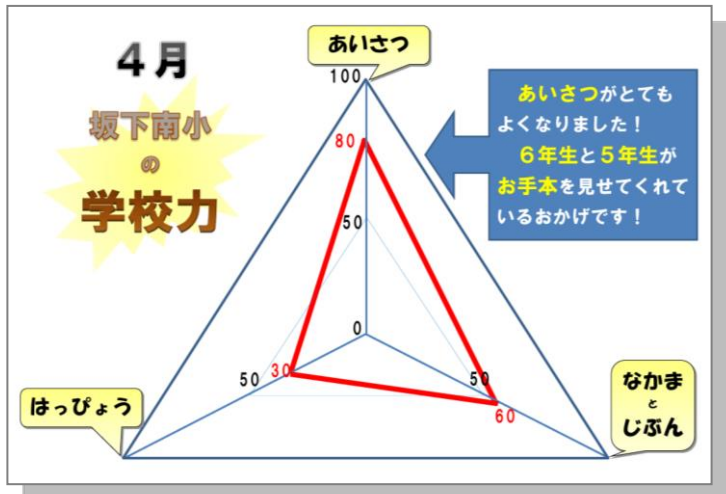 4月
坂下南小
の
学校力
あいさつ
100
80
50
0
50
30
50
60
はっぴょう
なかま
と
じぶん
あいさつがとても
よくなりました！
6年生と5年生が
お手本を見せてくれて
いるおかげです！